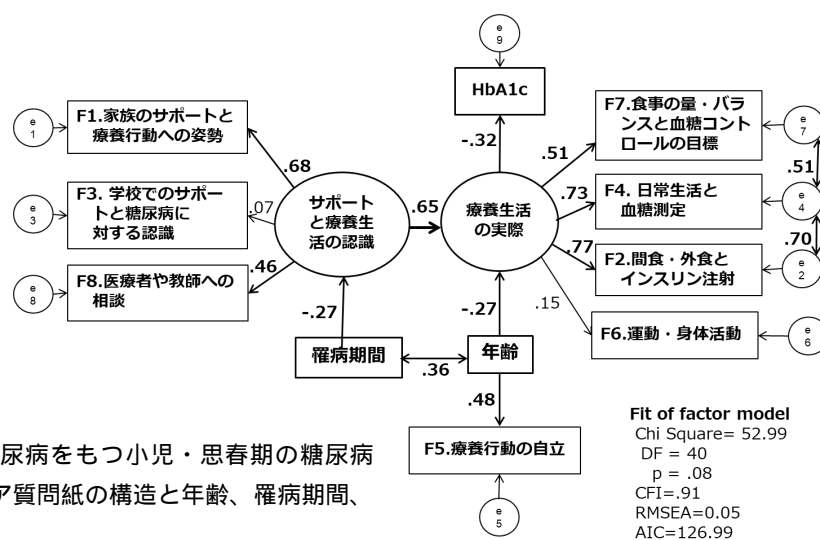 e
9
HbA1c
e
1
F1.家族のサポートと
療養行動への姿勢
-.32
F7.食事の量・バラ
ンスと血糖コント
ロールの目標
e
7
.68
.51
.51
e
3
F3. 学校でのサポー
トと糖尿病に
対する認識
.07
サポート
と療養生
活の認識
.65
療養生活
の実際
.73
F4. 日常生活と
血糖測定
e
4
.70
e
8
F8.医療者や教師への
相談
.46
.77
F2.間食・外食と
インスリン注射
e
2
-.27
-.27
.15
F6.運動・身体活動
e
6
罹病期間
.36
年齢
.48
F5.療養行動の自立
e
5
尿病をもつ小児・思春期の糖尿病
ア質問紙の構造と年齢、罹病期間、
Fit of factor model
Chi Square= 52.99
DF = 40
p = .08
CFI=.91
RMSEA=0.05
AIC=126.99